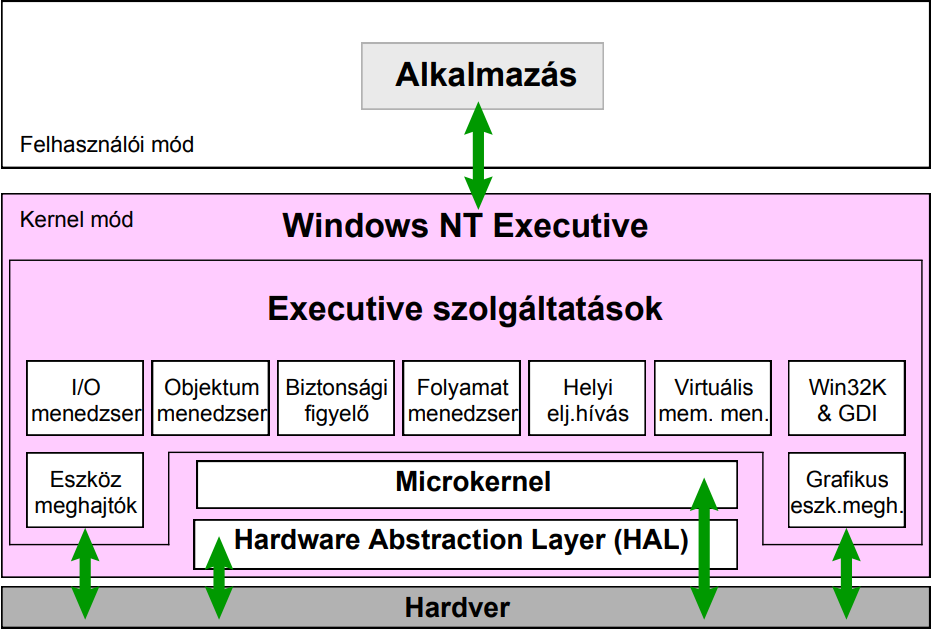 Alkalmazás
Felhasználói mód
Kernel mód
Windows NT Executive
Executive szolgáltatások
I/O
menedzser
Objektum
menedzser
Biztonsági
figyelő
Folyamat
menedzser
Helyi
elj.hívás
Virtuális
mem. men.
Win32K
& GDI
Eszköz
meghajtók
Microkernel
Hardware Abstraction Layer (HAL)
Grafikus
eszk.megh.
Hardver